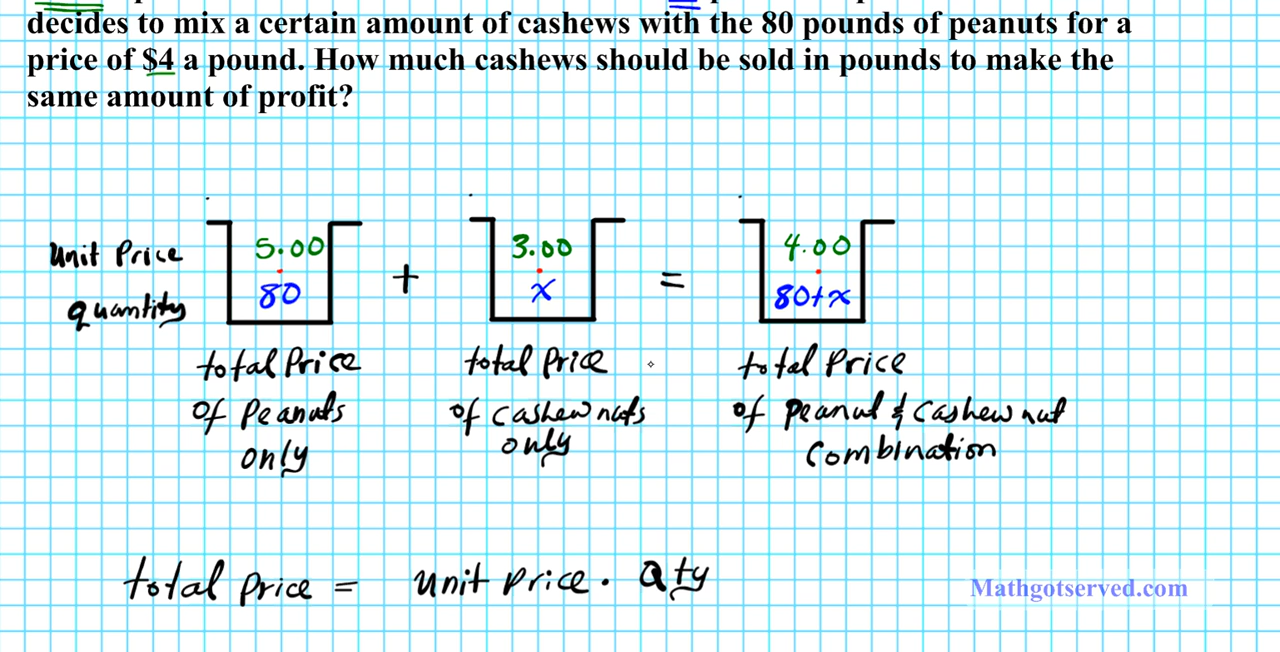 decides to mix a certain amount of cashews with the 80 pounds of peanuts for a
price of $4 a pound. How much cashews should be sold in pounds to make the
same amount of profit?
unit Price 5.00 3.00 4.00
+ =
quantity 80 x 80+x
total Price total price total Price
of Peanuts of cashew nuts of peanut & cashew nut
only only combination
total price = unit price . Qty
Mathgotserved.com